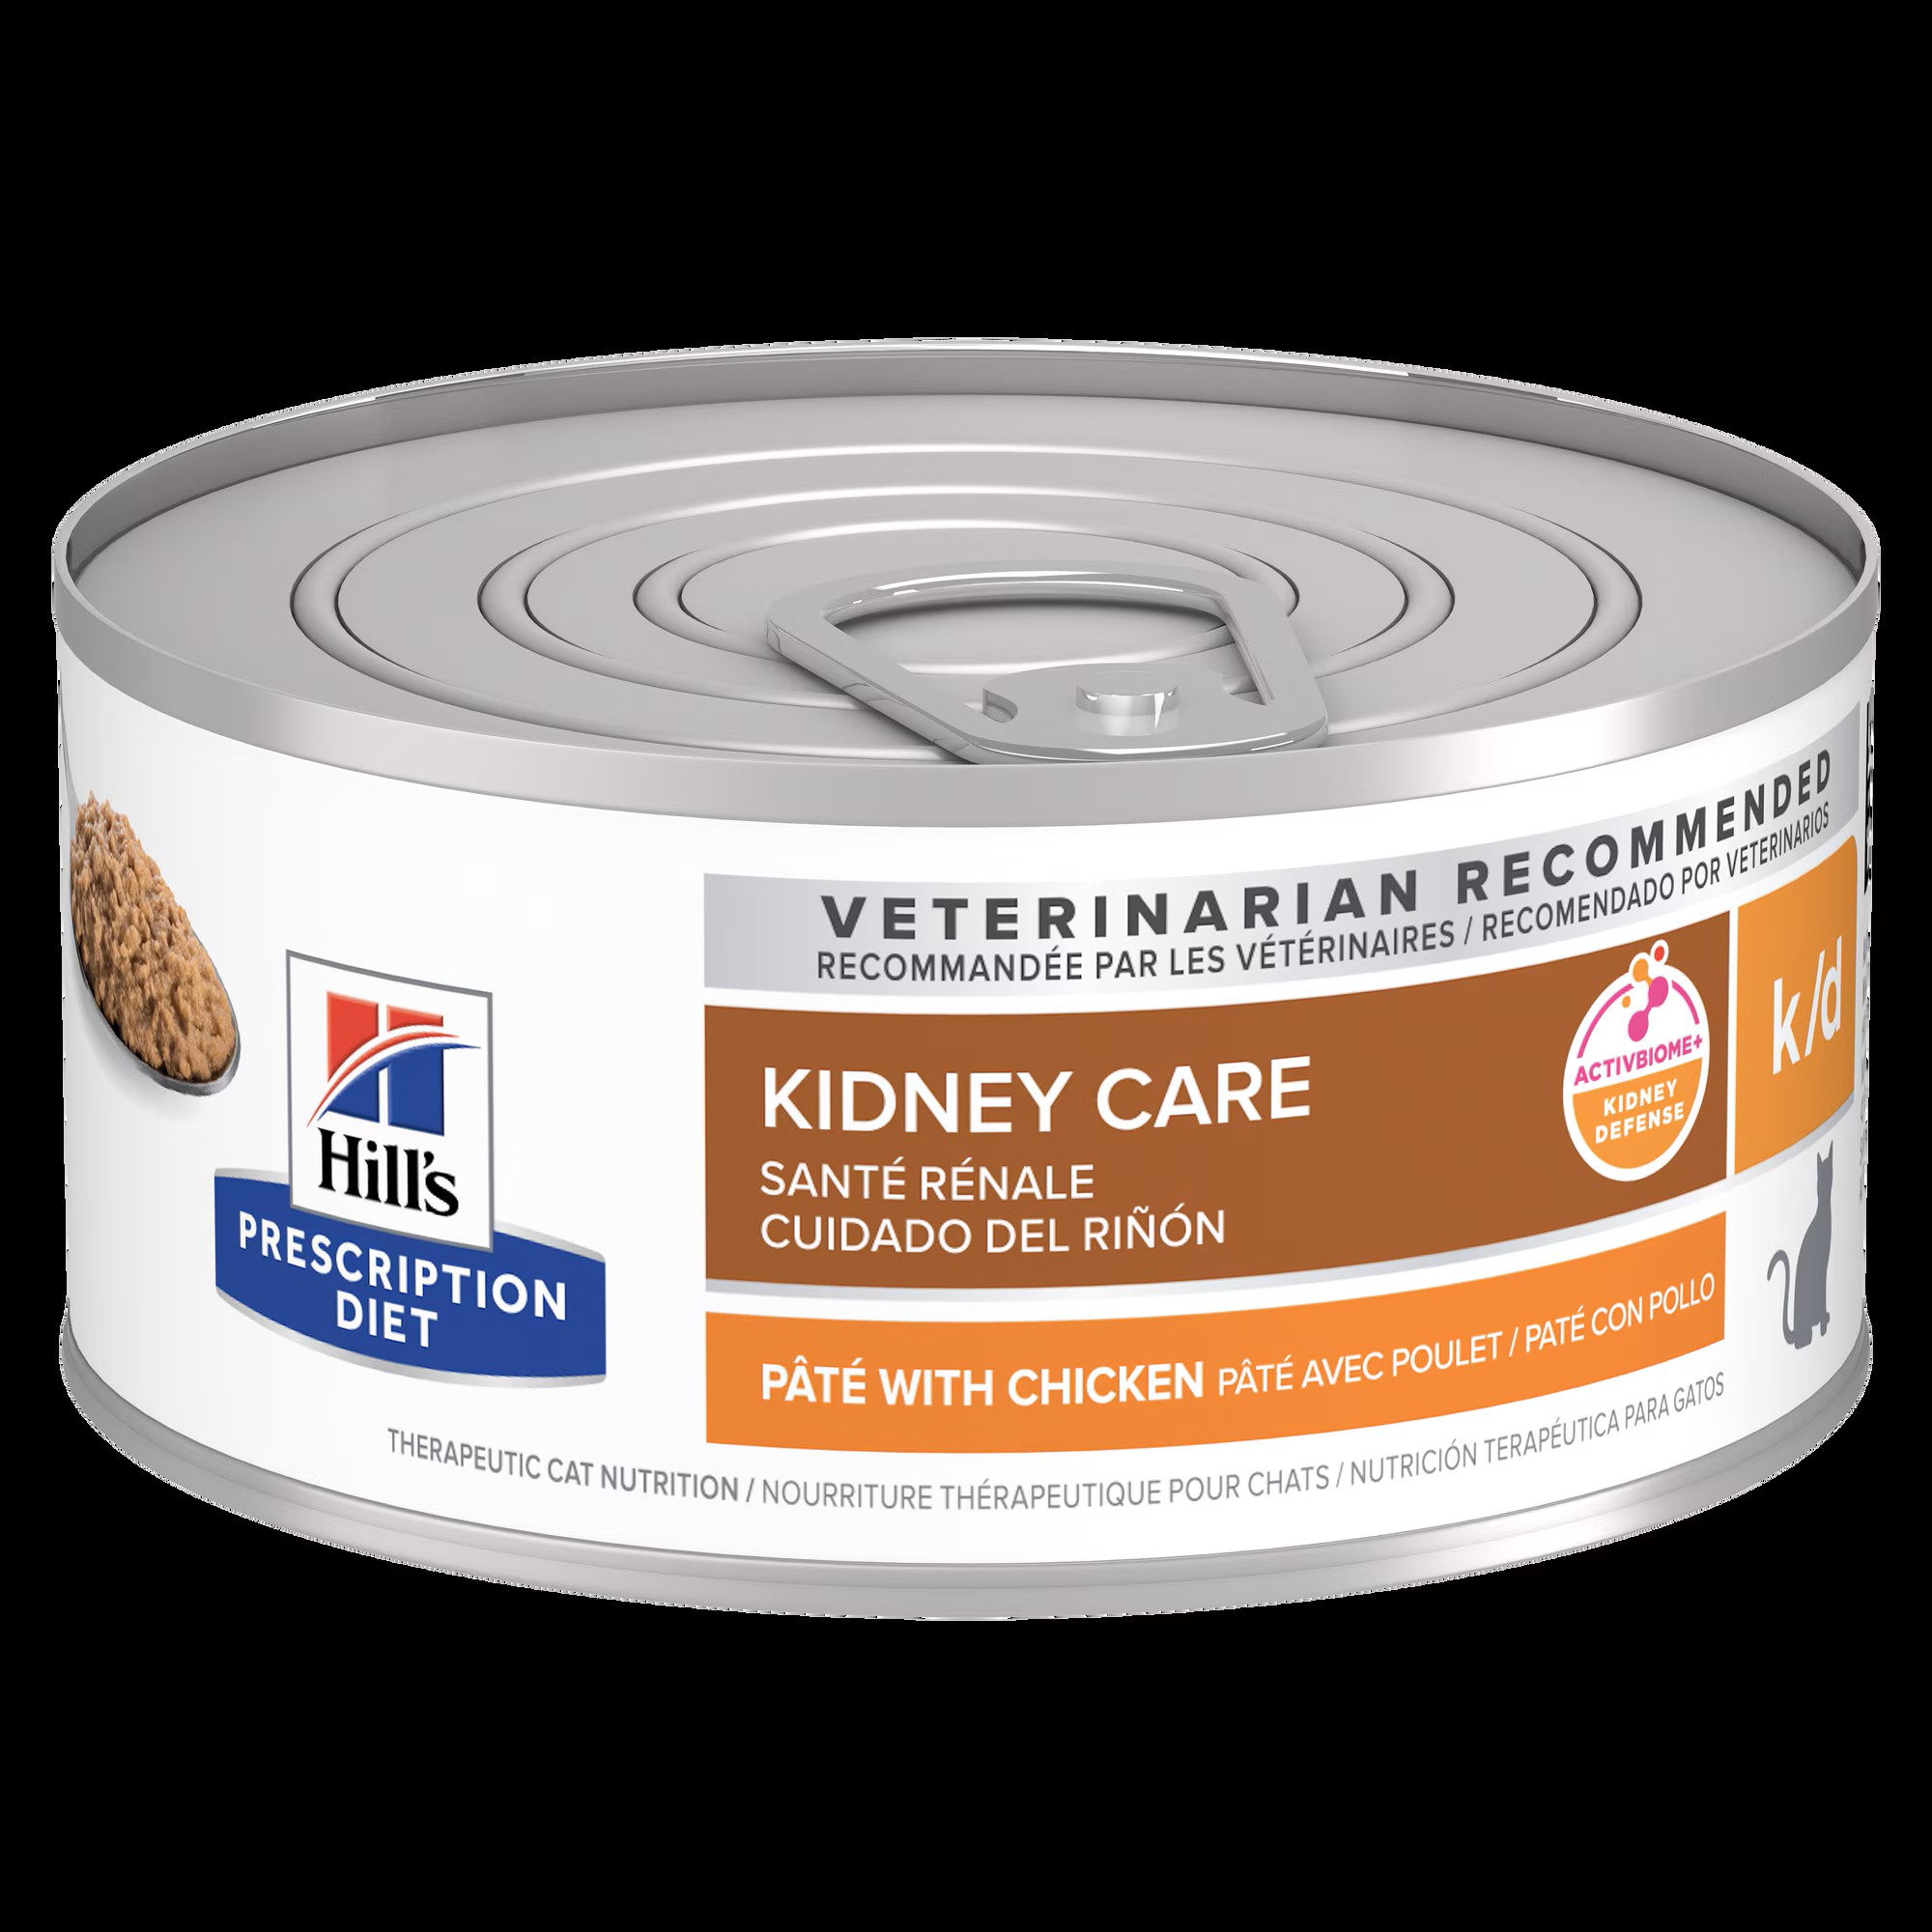 VETERINARIAN RECOMMENDED
RECOMMANDÉE PAR LES VÉTÉRINAIRES / RECOMENDADO POR VETERINARIOS
Hill's
PRESCRIPTION
DIET
KIDNEY CARE
SANTÉ RÉNALE
CUIDADO DEL RIÑÓN
ACTIVBIOME+
KIDNEY
DEFENSE
k/d
PÂTÉ WITH CHICKEN PÂTÉ AVEC POULET / PATÉ CON POLLO
THERAPEUTIC CAT NUTRITION / NOURRITURE THÉRAPEUTIQUE POUR CHATS / NUTRICIÓN TERAPÉUTICA PARA GATOS